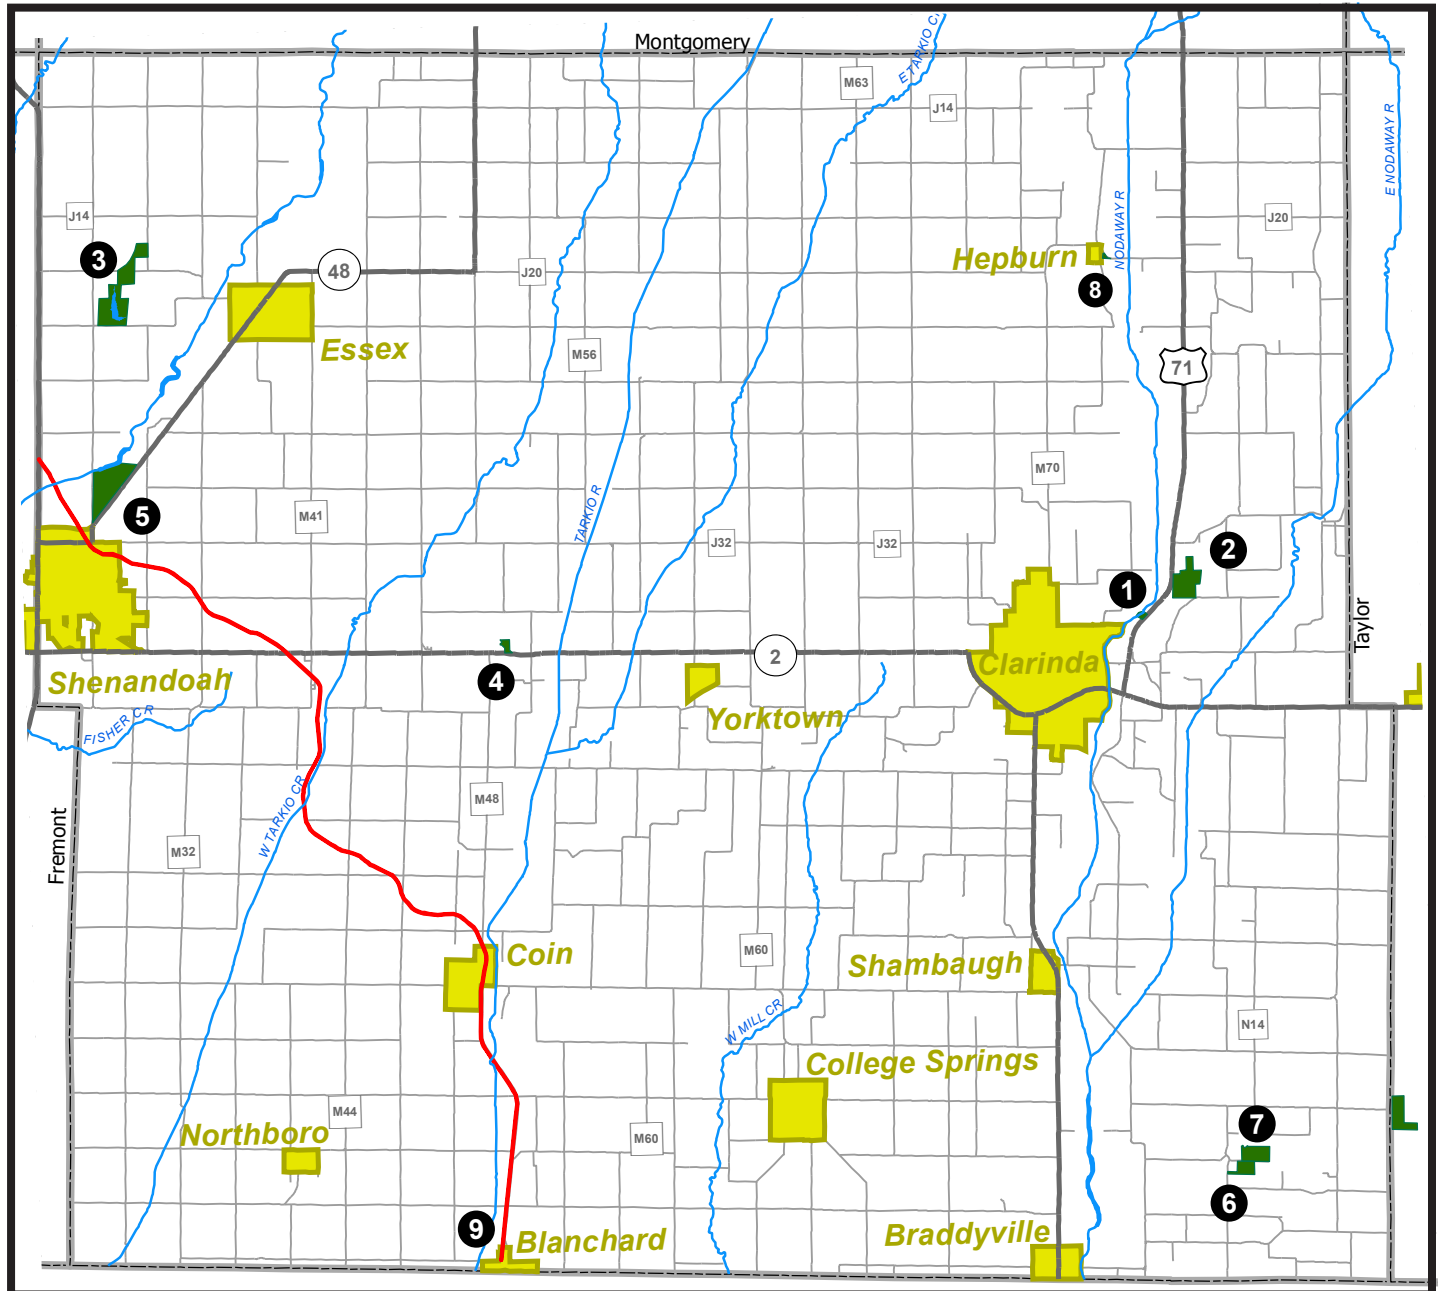 Montgomery
E TARKIO CR
M63
J14
E NODAWAY R
NODAWAY R
J14
J20
3
Hepburn
48
J20
8
Essex
M56
71
M70
5
M41
TARKIO R
J32
J32
2
1
Taylor
2
Clarinda
Shenandoah
4
Yorktown
FISHER CR
W TARKIO CR
M48
Fremont
M32
Coin
M60
Shambaugh
W MILL CR
N14
College Springs
M44
Northboro
M60
7
6
9
Blanchard
Braddyville